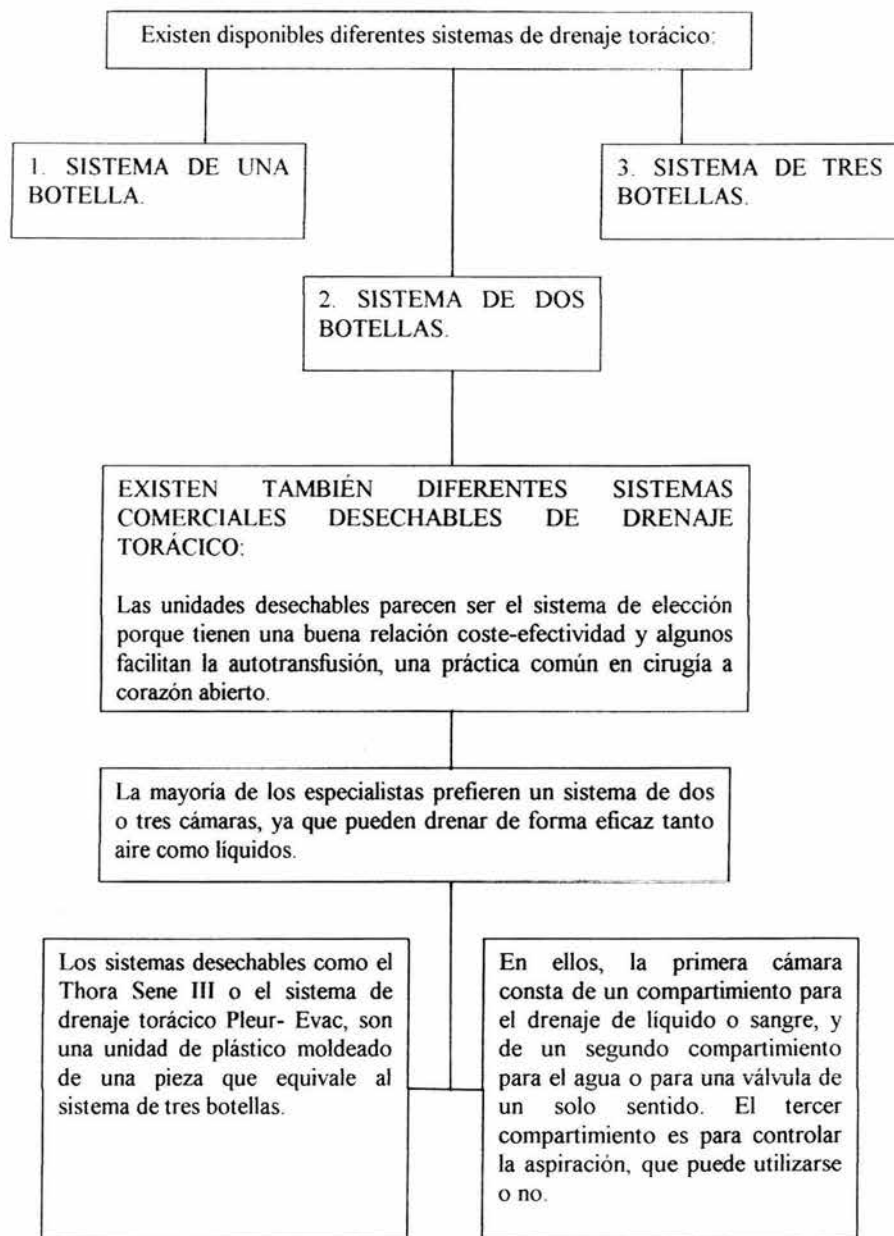 Existen disponibles diferentes sistemas de drenaje torácico:
1. SISTEMA DE UNA
BOTELLA.
3. SISTEMA DE TRES
BOTELLAS.
2. SISTEMA DE DOS
BOTELLAS.
EXISTEN TAMBIÉN DIFERENTES SISTEMAS
COMERCIALES DESECHABLES DE DRENAJE
TORÁCICO:
Las unidades desechables parecen ser el sistema de elección
porque tienen una buena relación coste-efectividad y algunos
facilitan la autotransfusión, una práctica común en cirugía a
corazón abierto.
La mayoría de los especialistas prefieren un sistema de dos
o tres cámaras, ya que pueden drenar de forma eficaz tanto
aire como líquidos.
Los sistemas desechables como el
Thora Sene III o el sistema de
drenaje torácico Pleur- Evac, son
una unidad de plástico moldeado
de una pieza que equivale al
sistema de tres botellas.
En ellos, la primera cámara
consta de un compartimiento para
el drenaje de líquido o sangre, y
de un segundo compartimiento
para el agua o para una válvula de
un solo sentido. El tercer
compartimiento es para controlar
la aspiración, que puede utilizarse
o no.